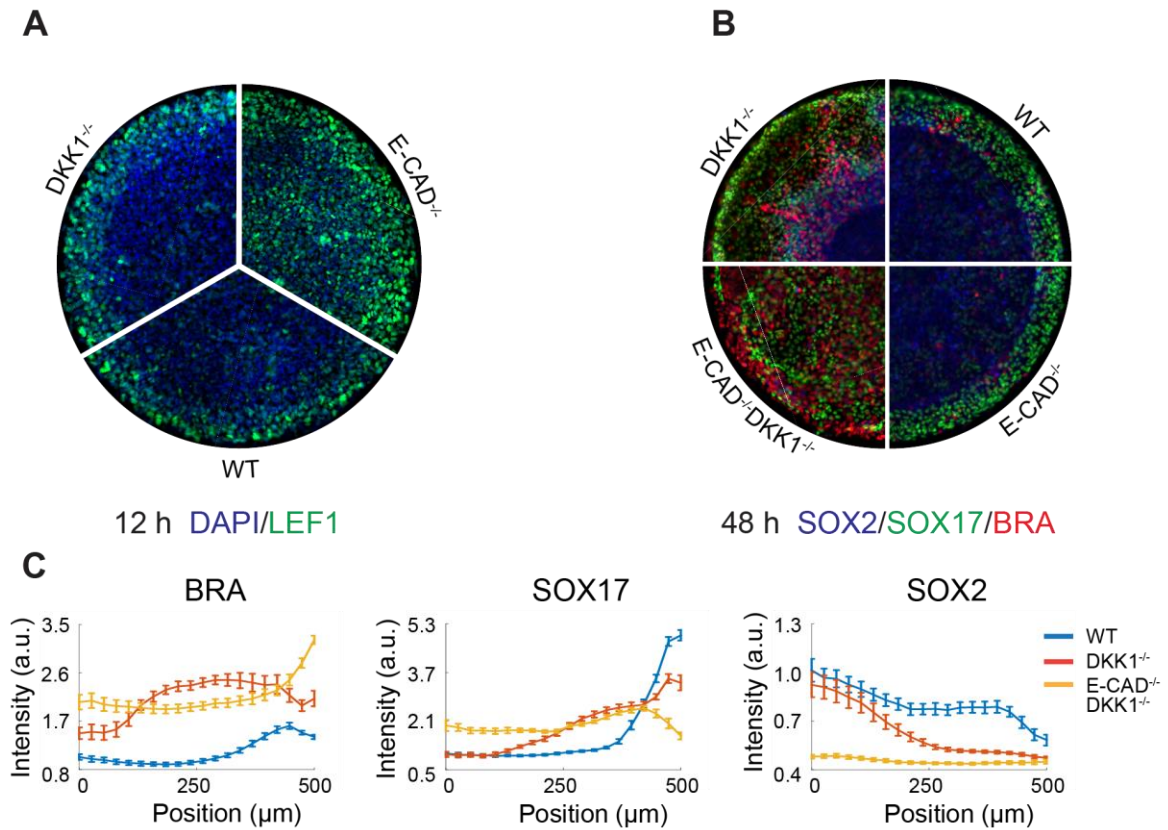 A
B
DKK1-/-
E-CAD-/-
WT
DKK1-/-
WT
E-CAD-/-DKK1-/-
E-CAD-/-
12 h DAPI/LEF1
48 h SOX2/SOX17/BRA
C
BRA
SOX17
SOX2
Intensity (a.u.)
3.5
2.6
1.7
0.8
0
250
500
Position (µm)
Intensity (a.u.)
5.3
3.7
2.1
0.5
0
250
500
Position (µm)
Intensity (a.u.)
1.3
1.0
0.7
0.4
0
250
500
Position (µm)
WT
DKK1-/-
E-CAD-/-
DKK1-/-